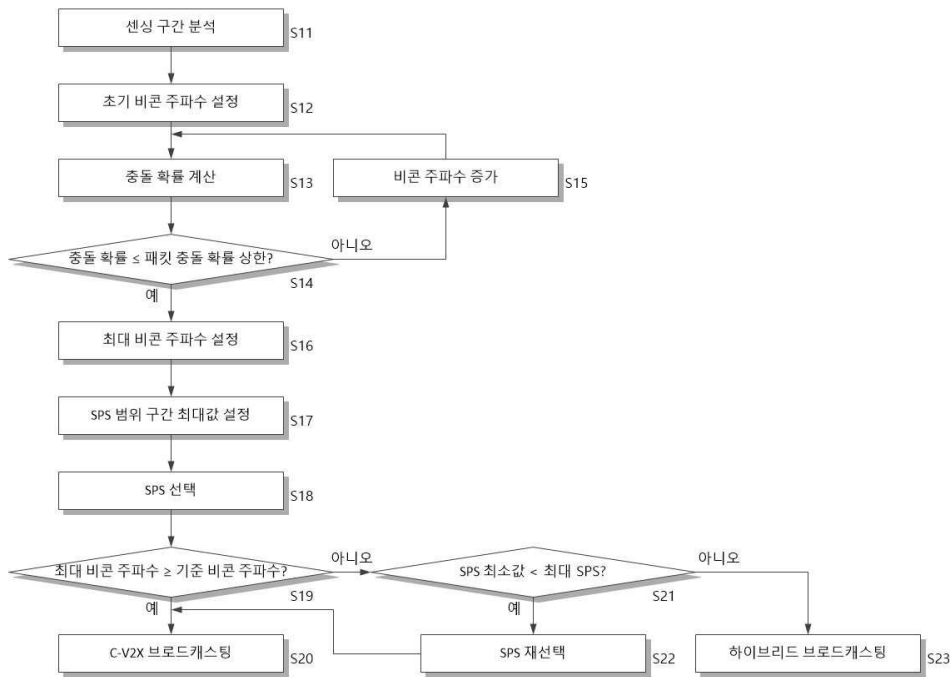 센싱 구간 분석
S11
초기 비콘 주파수 설정
S12
충돌 확률 계산
S13
비콘 주파수 증가
S15
충돌 확률 ≤ 패킷 충돌 확률 상한?
아니오
S14
예
최대 비콘 주파수 설정
S16
SPS 범위 구간 최대값 설정
S17
SPS 선택
S18
최대 비콘 주파수 ≥ 기준 비콘 주파수?
아니오
S19
예
SPS 최소값 < 최대 SPS?
아니오
S21
예
C-V2X 브로드캐스팅
S20
SPS 재선택
S22
하이브리드 브로드캐스팅
S23